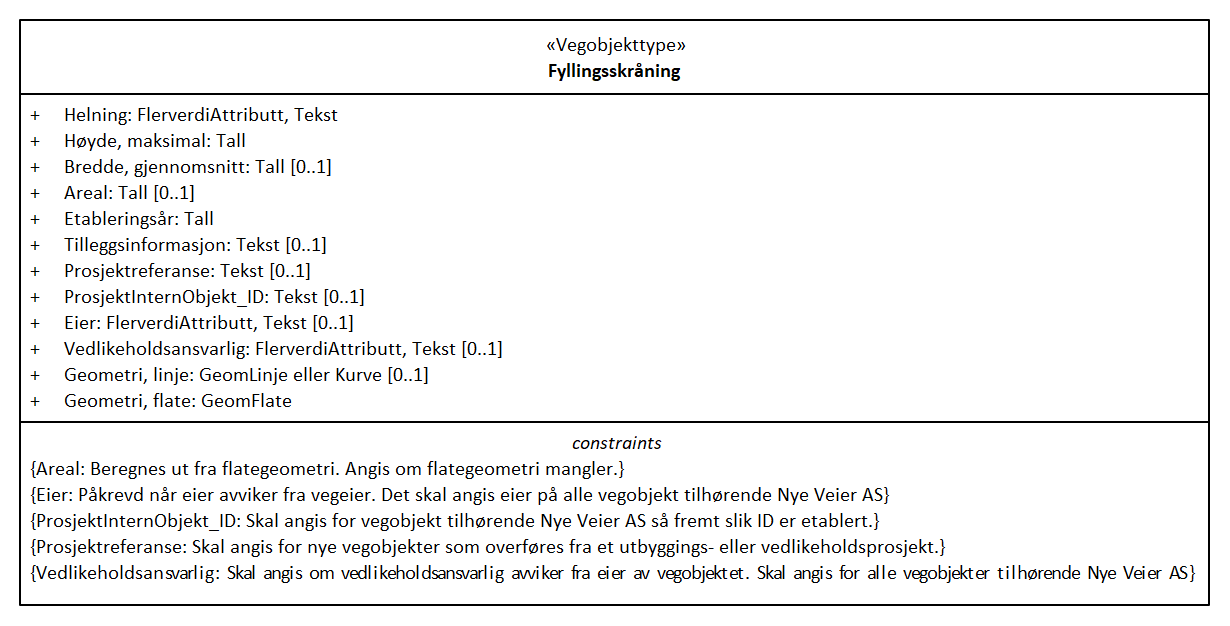 «Vegobjekttype»
Fyllingsskråning
+ Helning: FlerverdiAttributt, Tekst
+ Høyde, maksimal: Tall
+ Bredde, gjennomsnitt: Tall [0..1]
+ Areal: Tall [0..1]
+ Etableringsår: Tall
+ Tilleggsinformasjon: Tekst [0..1]
+ Prosjektreferanse: Tekst [0..1]
+ ProsjektInternObjekt_ID: Tekst [0..1]
+ Eier: FlerverdiAttributt, Tekst [0..1]
+ Vedlikeholdsansvarlig: FlerverdiAttributt, Tekst [0..1]
+ Geometri, linje: GeomLinje eller Kurve [0..1]
+ Geometri, flate: GeomFlate
constraints
{Areal: Beregnes ut fra flategeometri. Angis om flategeometri mangler.}
{Eier: Påkrevd når eier avviker fra vegeier. Det skal angis eier på alle vegobjekt tilhørende Nye Veier AS}
{ProsjektInternObjekt_ID: Skal angis for vegobjekt tilhørende Nye Veier AS så fremt slik ID er etablert.}
{Prosjektreferanse: Skal angis for nye vegobjekter som overføres fra et utbyggings- eller vedlikeholdsprosjekt.}
{Vedlikeholdsansvarlig: Skal angis om vedlikeholdsansvarlig avviker fra eier av vegobjektet. Skal angis for alle vegobjekter tilhørende Nye Veier AS}